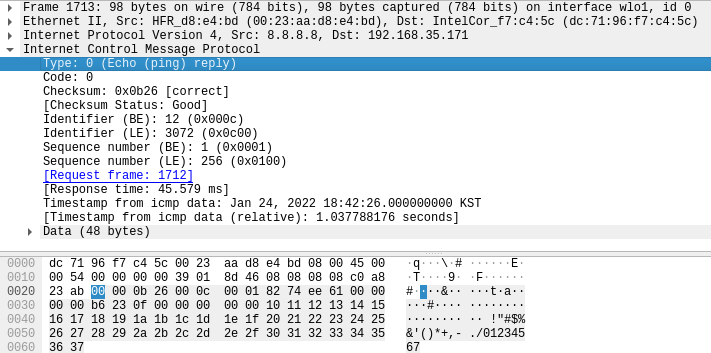 Frame 1713: 98 bytes on wire (784 bits), 98 bytes captured (784 bits) on interface wlo1, id 0
Ethernet II, Src: HFR_d8:e4:bd (00:23:aa:d8:e4:bd), Dst: IntelCor_f7:c4:5c (dc:71:96:f7:c4:5c)
Internet Protocol Version 4, Src: 8.8.8.8, Dst: 192.168.35.171
Internet Control Message Protocol
Type: 0 (Echo (ping) reply)
Code: 0
Checksum: 0x0b26 [correct]
[Checksum Status: Good]
Identifier (BE): 12 (0x000c)
Identifier (LE): 3072 (0x0c00)
Sequence number (BE): 1 (0x0001)
Sequence number (LE): 256 (0x0100)
[Request frame: 1712]
[Response time: 45.579 ms]
Timestamp from icmp data: Jan 24, 2022 18:42:26.000000000 KST
[Timestamp from icmp data (relative): 1.037788176 seconds]
Data (48 bytes)
0000 dc 71 96 f7 c4 5c 00 23 aa d8 e4 bd 08 00 45 00 ·q···\·# ······E·
0010 00 54 00 00 00 00 39 01 8d 46 08 08 08 08 c0 a8 ·T····9· ·F······
0020 23 ab 00 00 0b 26 00 0c 00 01 82 74 ee 61 00 00 #····&·· ···t·a··
0030 00 00 b6 23 0f 00 00 00 00 00 10 11 12 13 14 15 ···#···· ········
0040 16 17 18 19 1a 1b 1c 1d 1e 1f 20 21 22 23 24 25 ········ ·· !"#$%
0050 26 27 28 29 2a 2b 2c 2d 2e 2f 30 31 32 33 34 35 &'()*+,- ./012345
0060 36 37 67